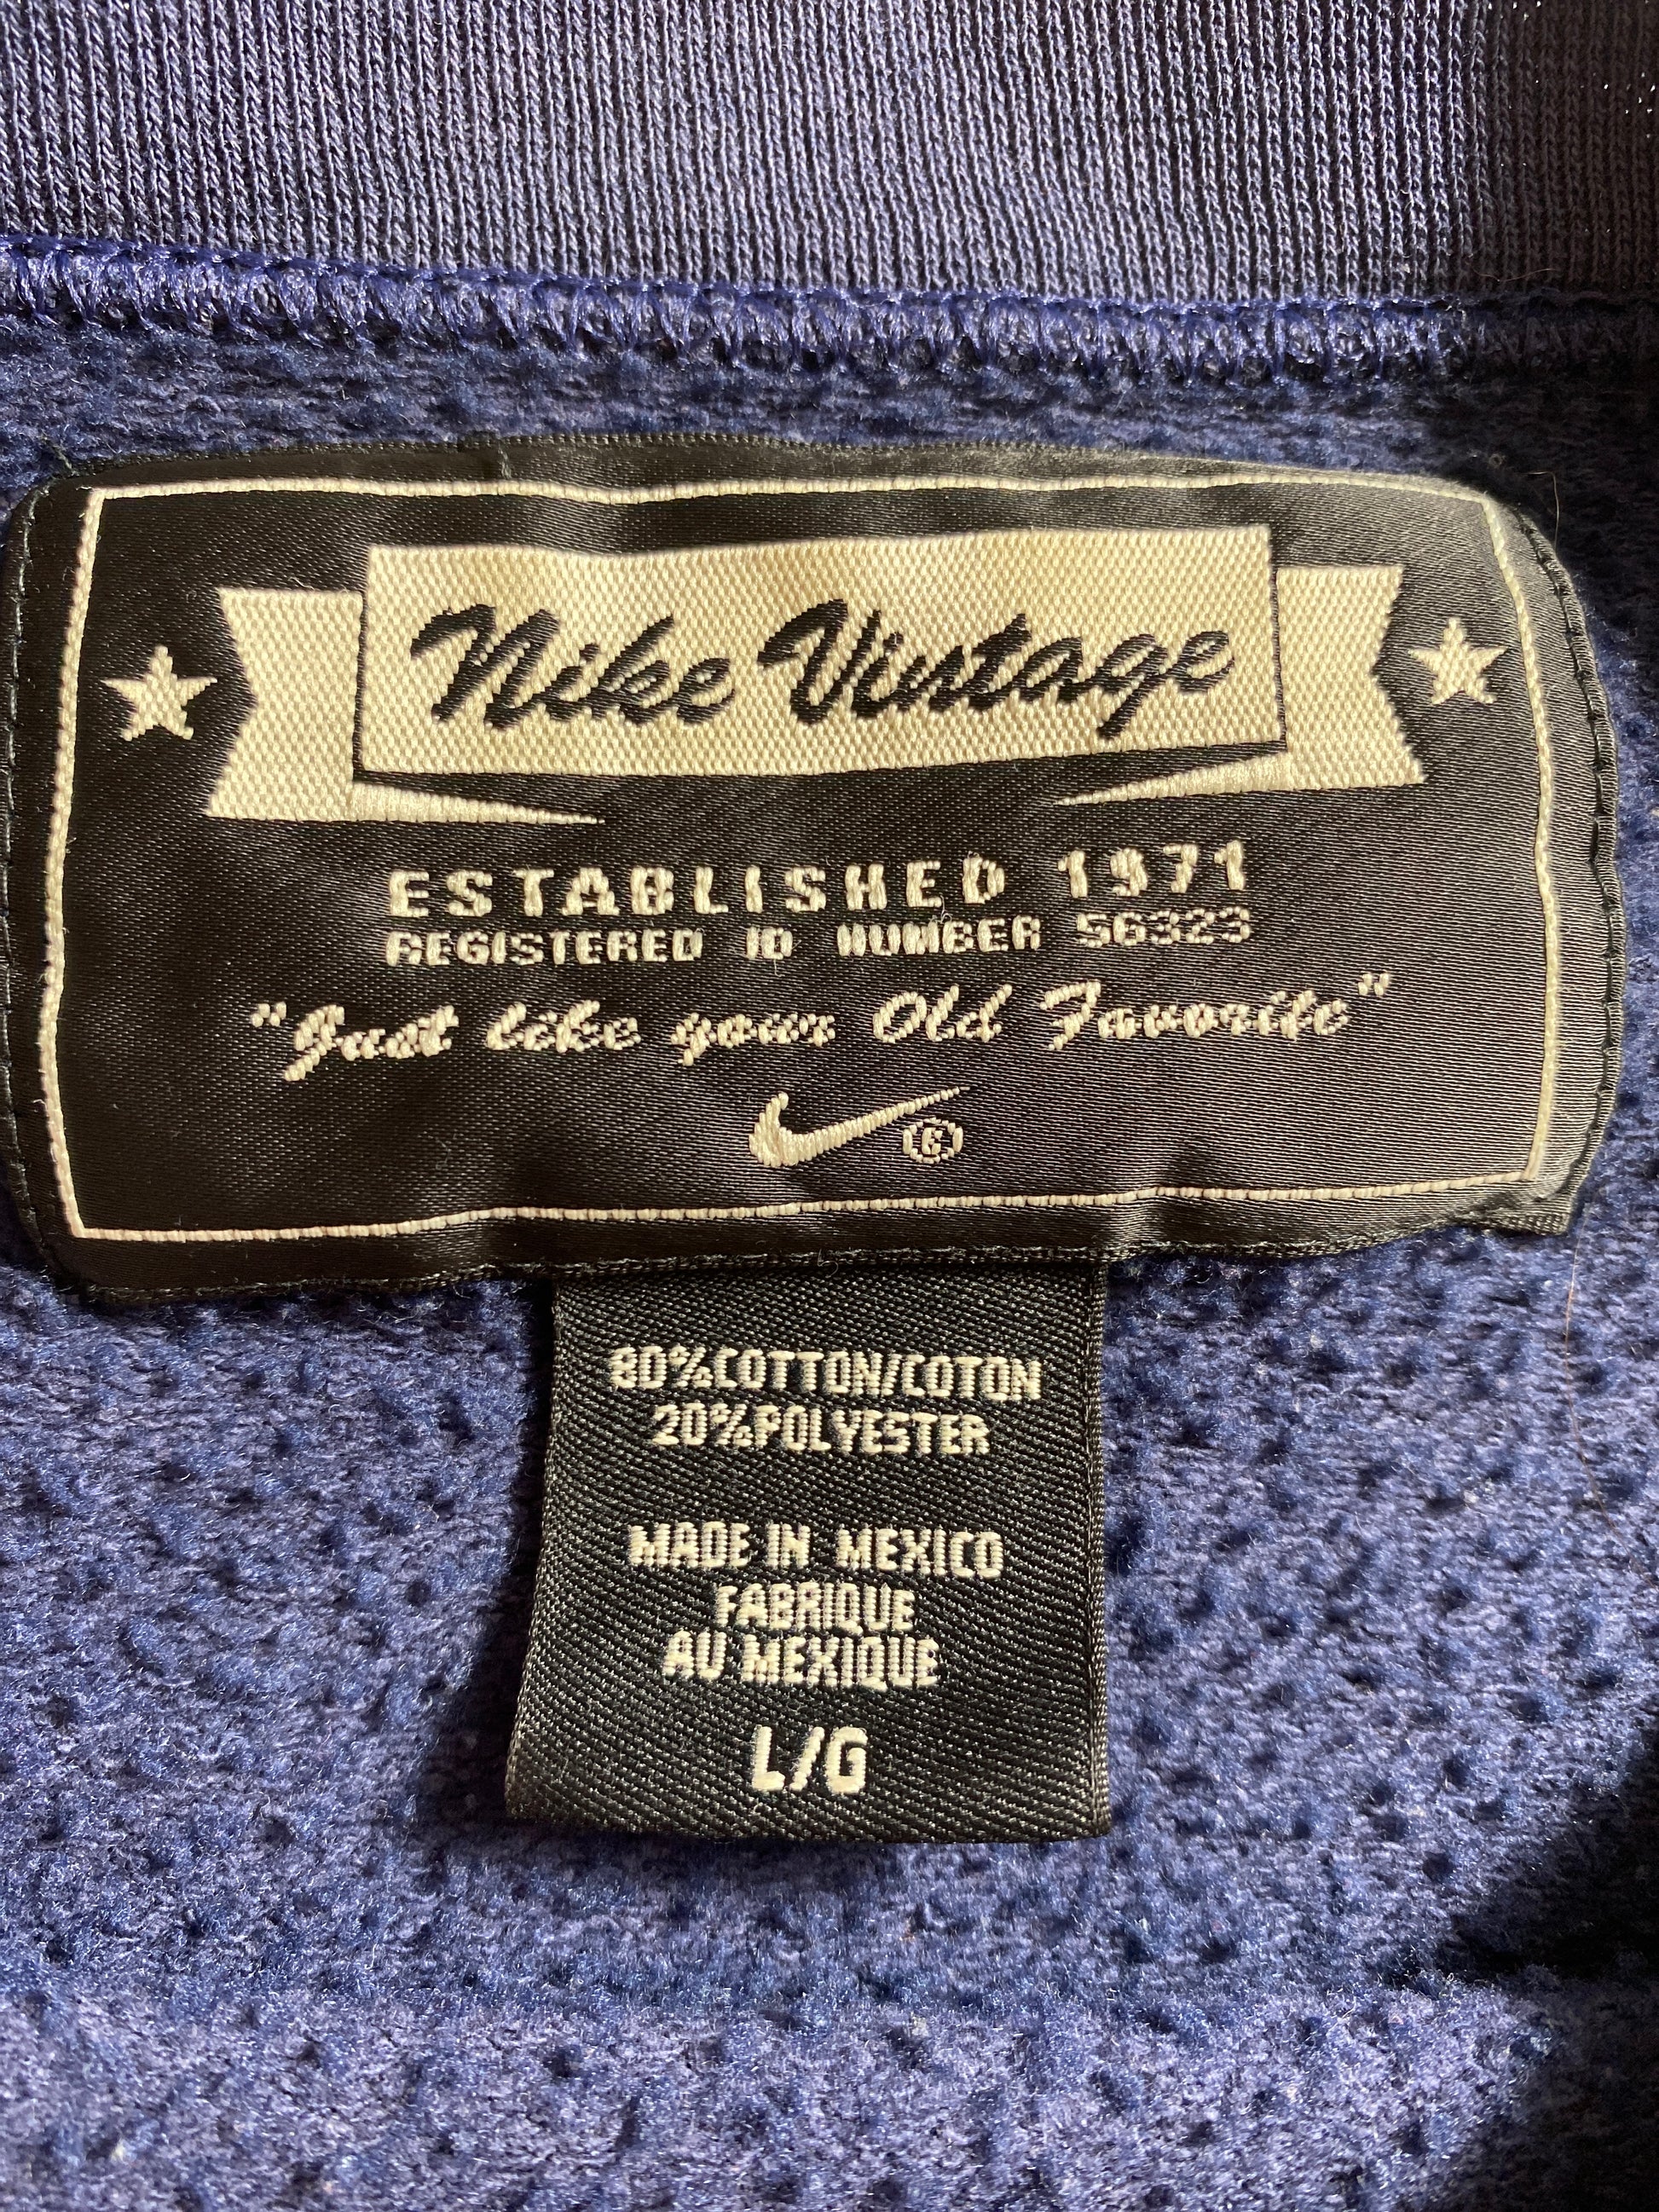 Nike Vintage
ESTABLISHED 1971
REGISTERED ID NUMBER 56323
"Just like your Old Favorite"
80%COTTON/COTON
20%POLYESTER
MADE IN MEXICO
FABRIQUE
AU MEXIQUE
L/G